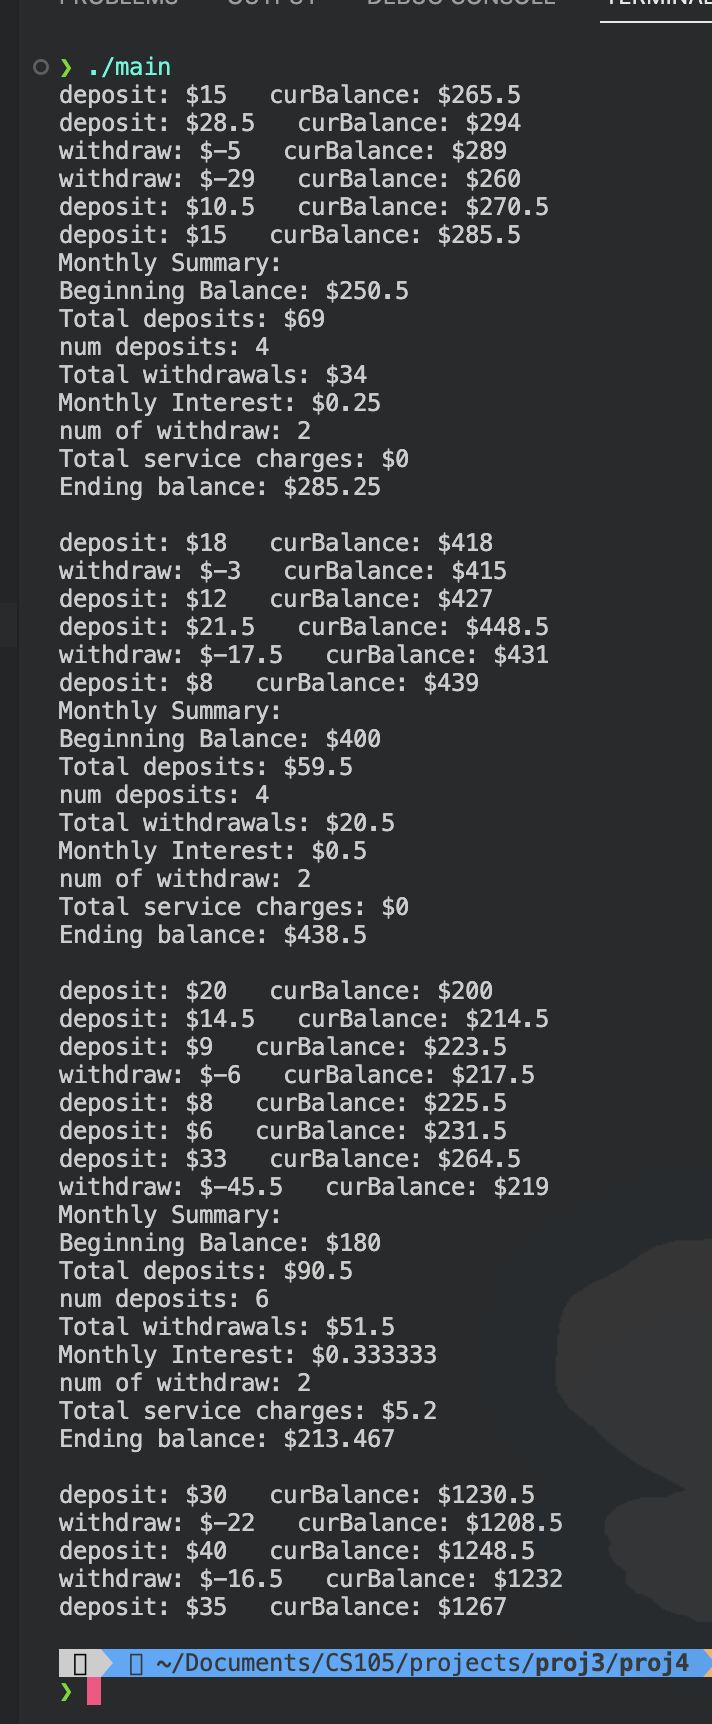 PROBLEMS OUTPUT DEBUG CONSOLE TERMINAL
❯ ./main
deposit: $15   curBalance: $265.5
deposit: $28.5   curBalance: $294
withdraw: $-5   curBalance: $289
withdraw: $-29   curBalance: $260
deposit: $10.5   curBalance: $270.5
deposit: $15   curBalance: $285.5
Monthly Summary:
Beginning Balance: $250.5
Total deposits: $69
num deposits: 4
Total withdrawals: $34
Monthly Interest: $0.25
num of withdraw: 2
Total service charges: $0
Ending balance: $285.25
deposit: $18   curBalance: $418
withdraw: $-3   curBalance: $415
deposit: $12   curBalance: $427
deposit: $21.5   curBalance: $448.5
withdraw: $-17.5   curBalance: $431
deposit: $8   curBalance: $439
Monthly Summary:
Beginning Balance: $400
Total deposits: $59.5
num deposits: 4
Total withdrawals: $20.5
Monthly Interest: $0.5
num of withdraw: 2
Total service charges: $0
Ending balance: $438.5
deposit: $20   curBalance: $200
deposit: $14.5   curBalance: $214.5
deposit: $9   curBalance: $223.5
withdraw: $-6   curBalance: $217.5
deposit: $8   curBalance: $225.5
deposit: $6   curBalance: $231.5
deposit: $33   curBalance: $264.5
withdraw: $-45.5   curBalance: $219
Monthly Summary:
Beginning Balance: $180
Total deposits: $90.5
num deposits: 6
Total withdrawals: $51.5
Monthly Interest: $0.333333
num of withdraw: 2
Total service charges: $5.2
Ending balance: $213.467
deposit: $30   curBalance: $1230.5
withdraw: $-22   curBalance: $1208.5
deposit: $40   curBalance: $1248.5
withdraw: $-16.5   curBalance: $1232
deposit: $35   curBalance: $1267
~/Documents/CS105/projects/proj3/proj4
❯